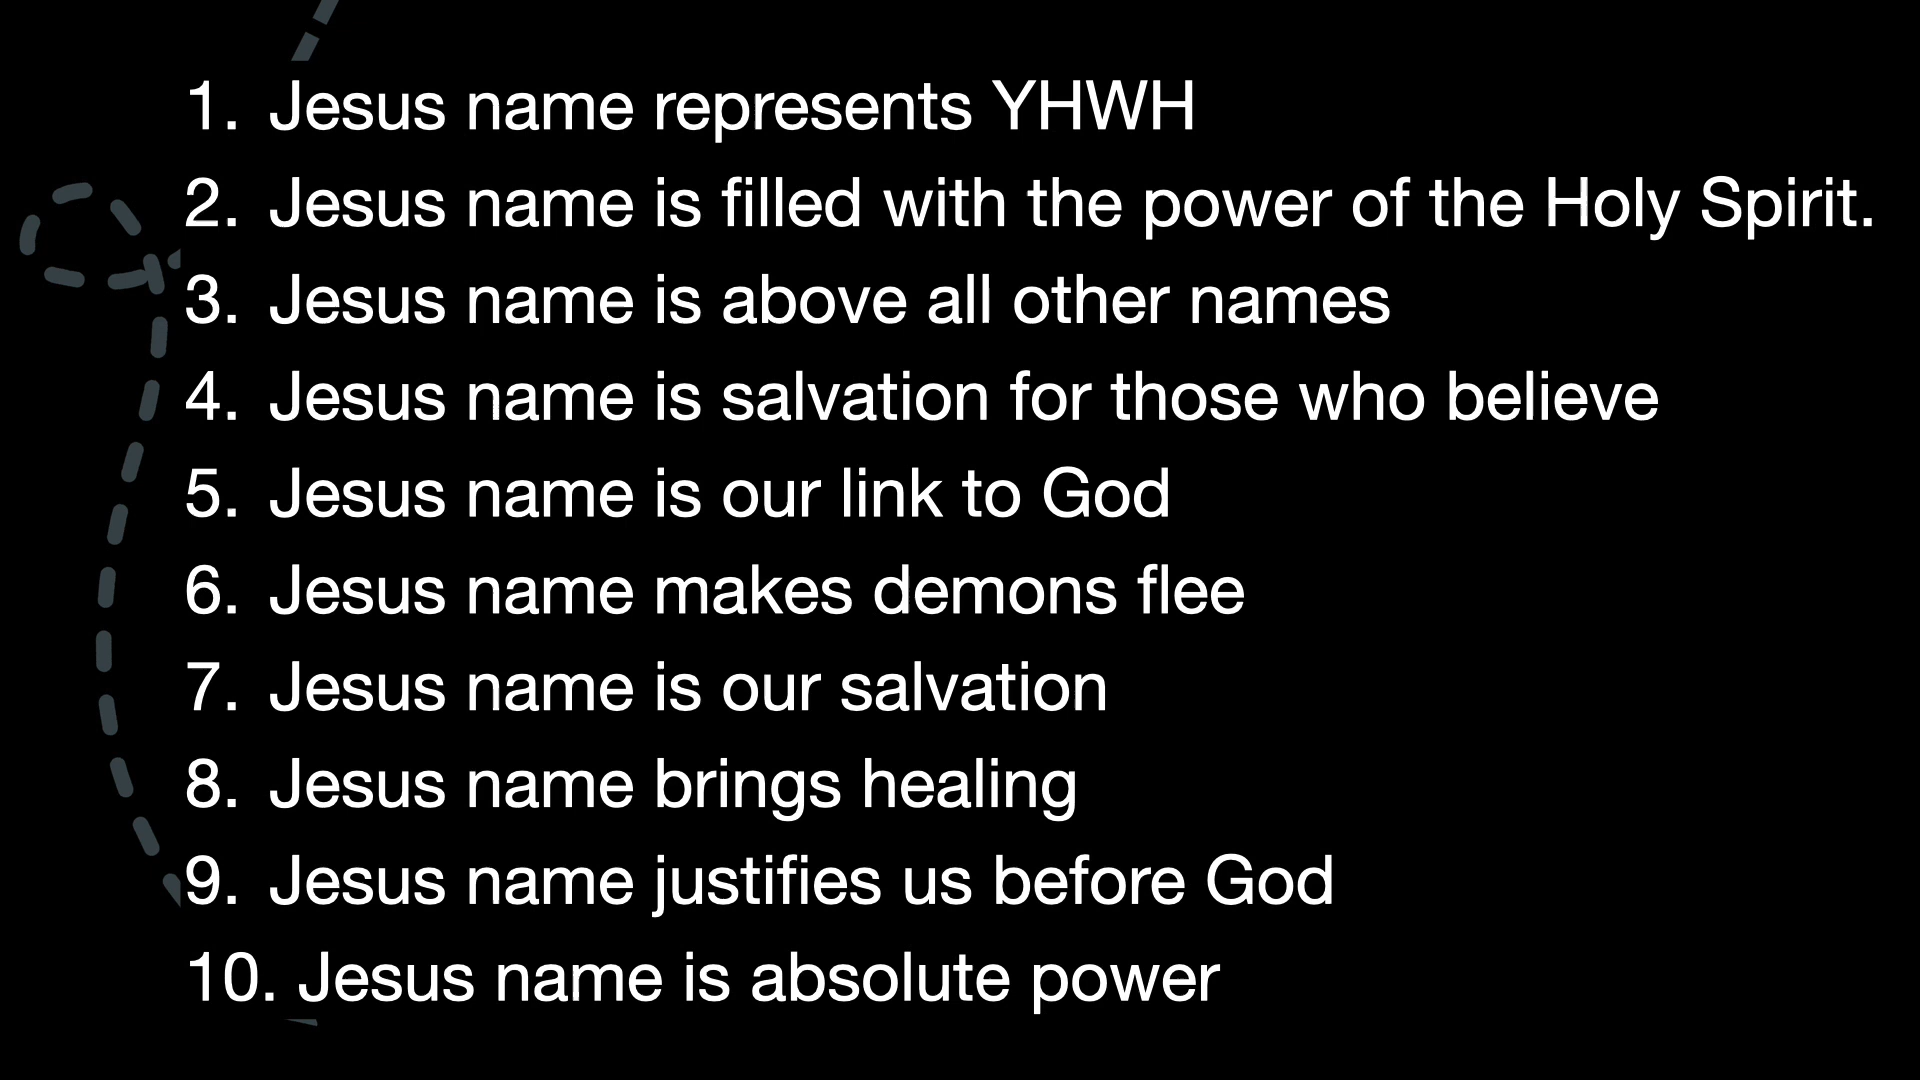 1. Jesus name represents YHWH
2. Jesus name is filled with the power of the Holy Spirit.
3. Jesus name is above all other names
4. Jesus name is salvation for those who believe
5. Jesus name is our link to God
6. Jesus name makes demons flee
7. Jesus name is our salvation
8. Jesus name brings healing
9. Jesus name justifies us before God
10. Jesus name is absolute power